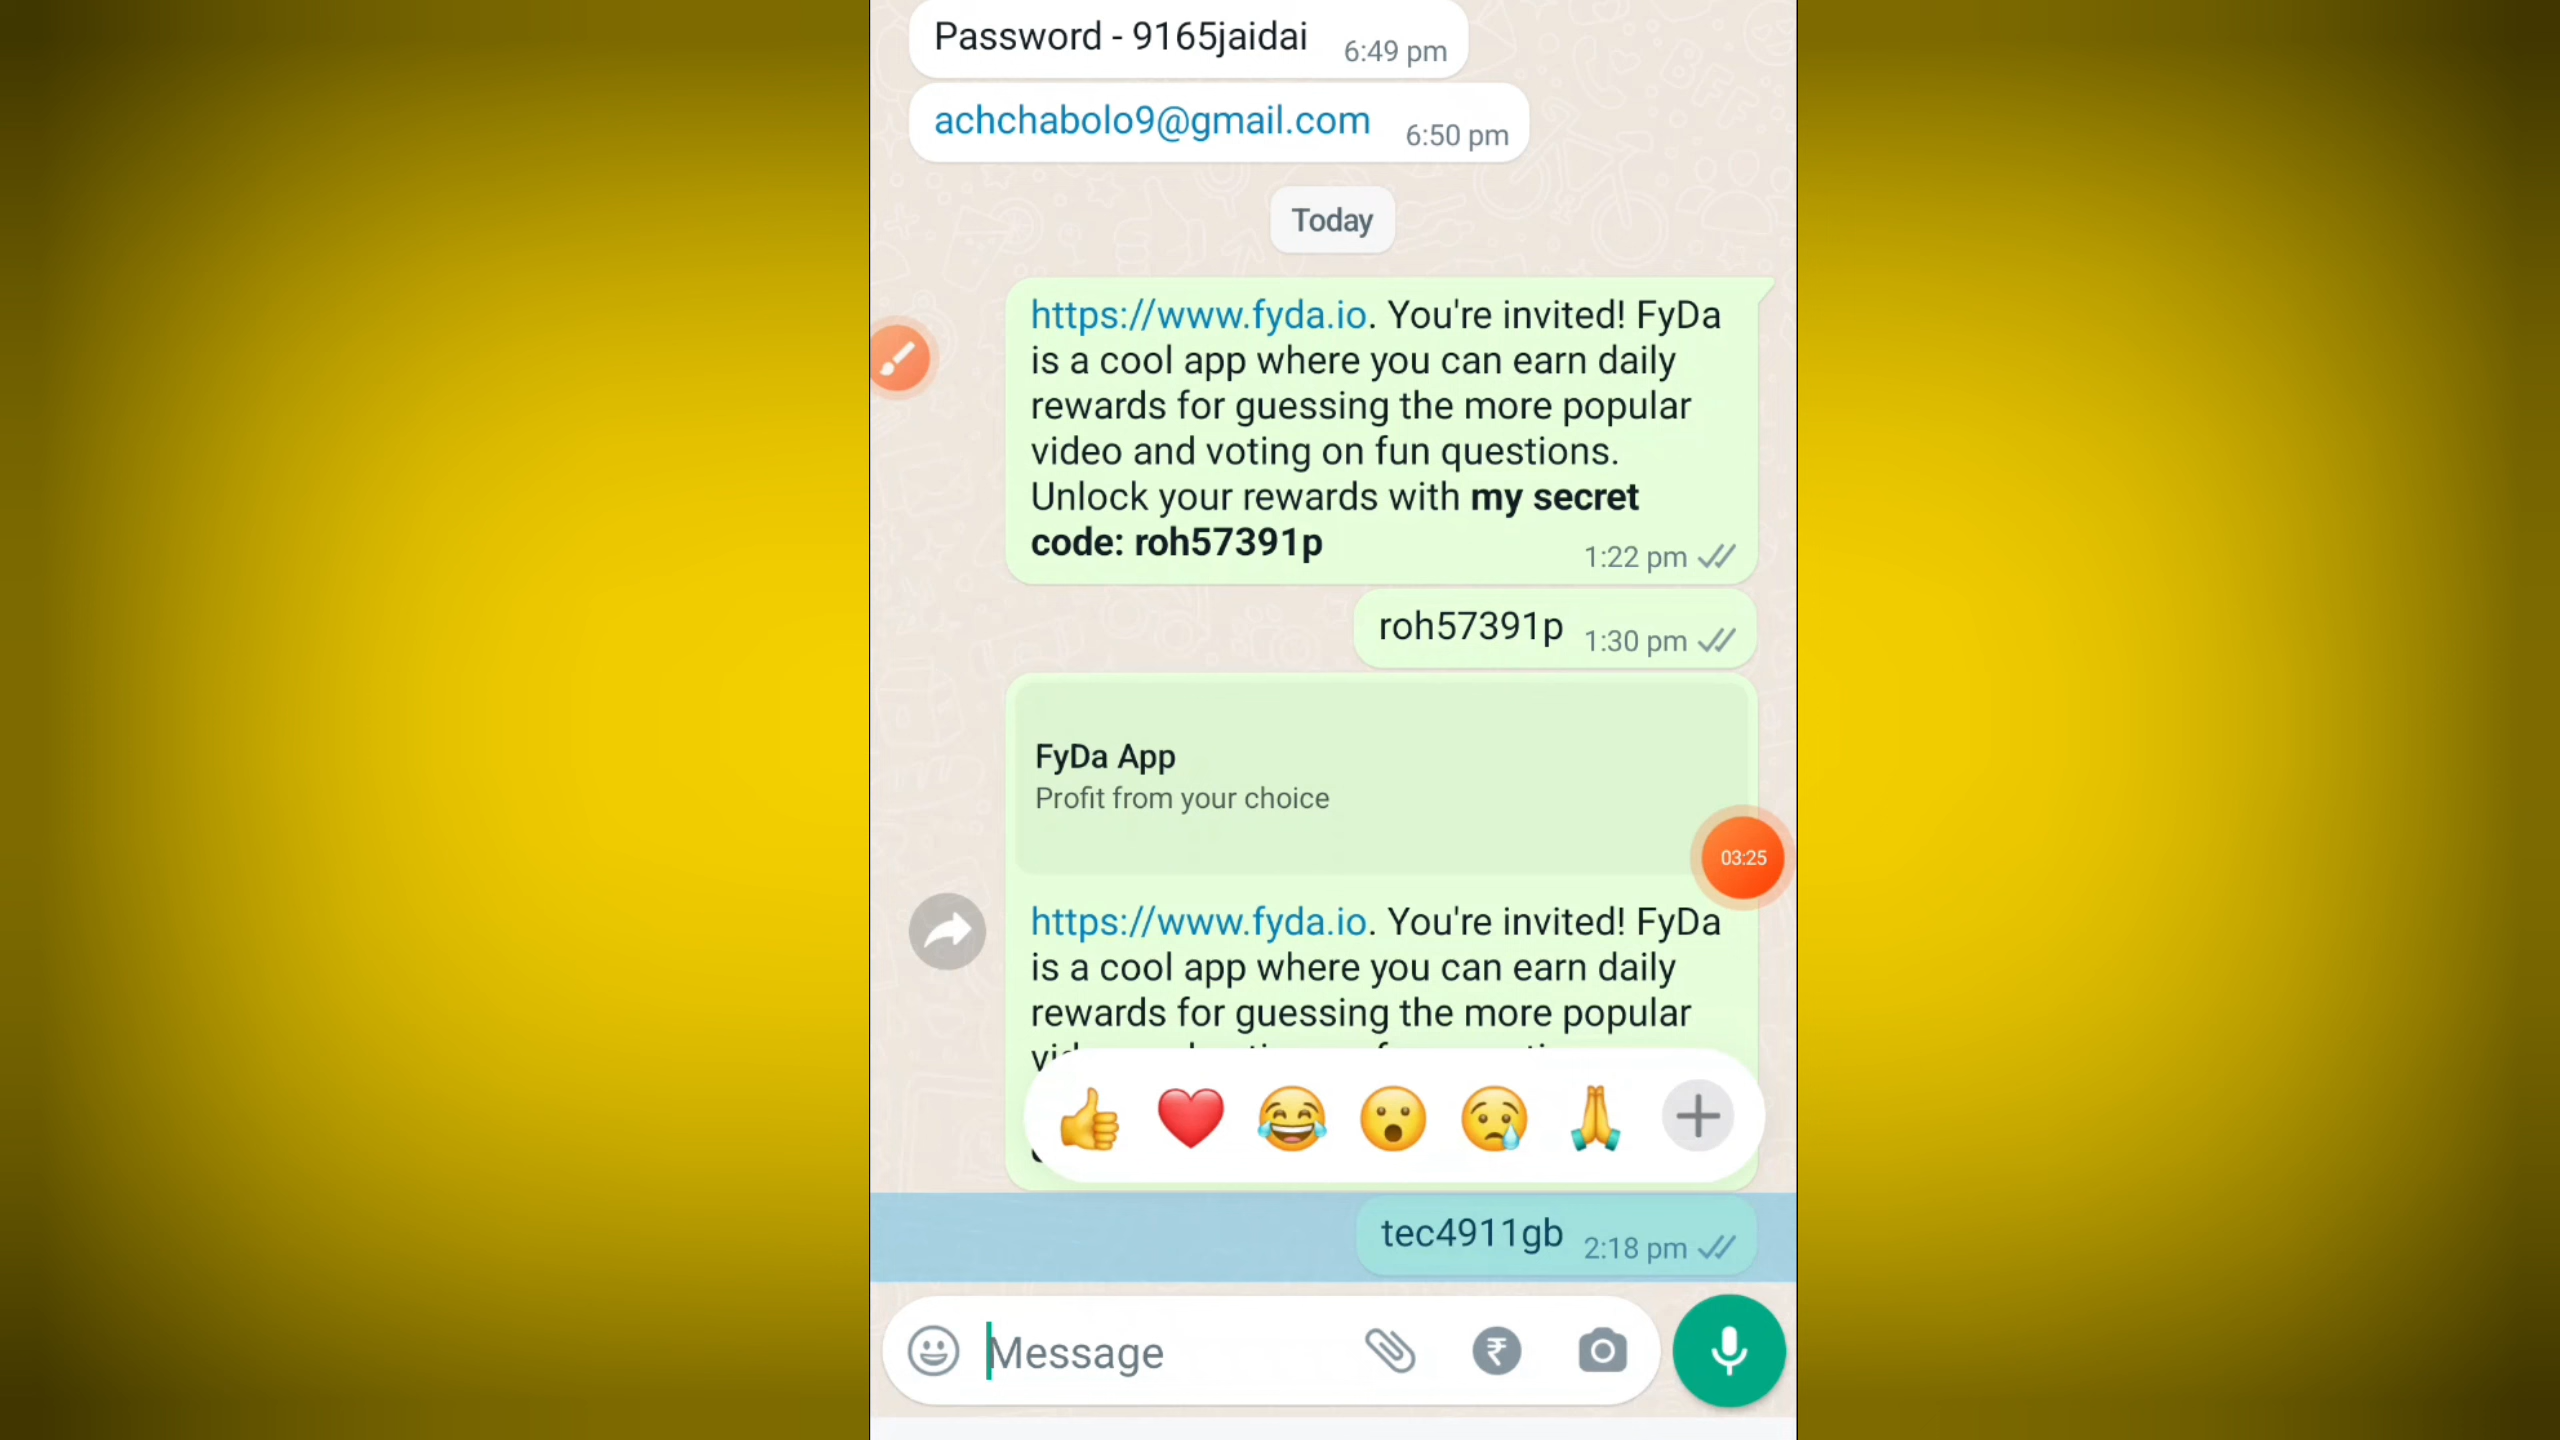 Password - 9165jaidai 6:49 pm
achchabolo9@gmail.com 6:50 pm
Today
https://www.fyda.io. You're invited! FyDa
is a cool app where you can earn daily
rewards for guessing the more popular
video and voting on fun questions.
Unlock your rewards with my secret
code: roh57391p 1:22 pm
roh57391p 1:30 pm
FyDa App
Profit from your choice
03:25
https://www.fyda.io. You're invited! FyDa
is a cool app where you can earn daily
rewards for guessing the more popular
tec4911gb 2:18 pm
Message